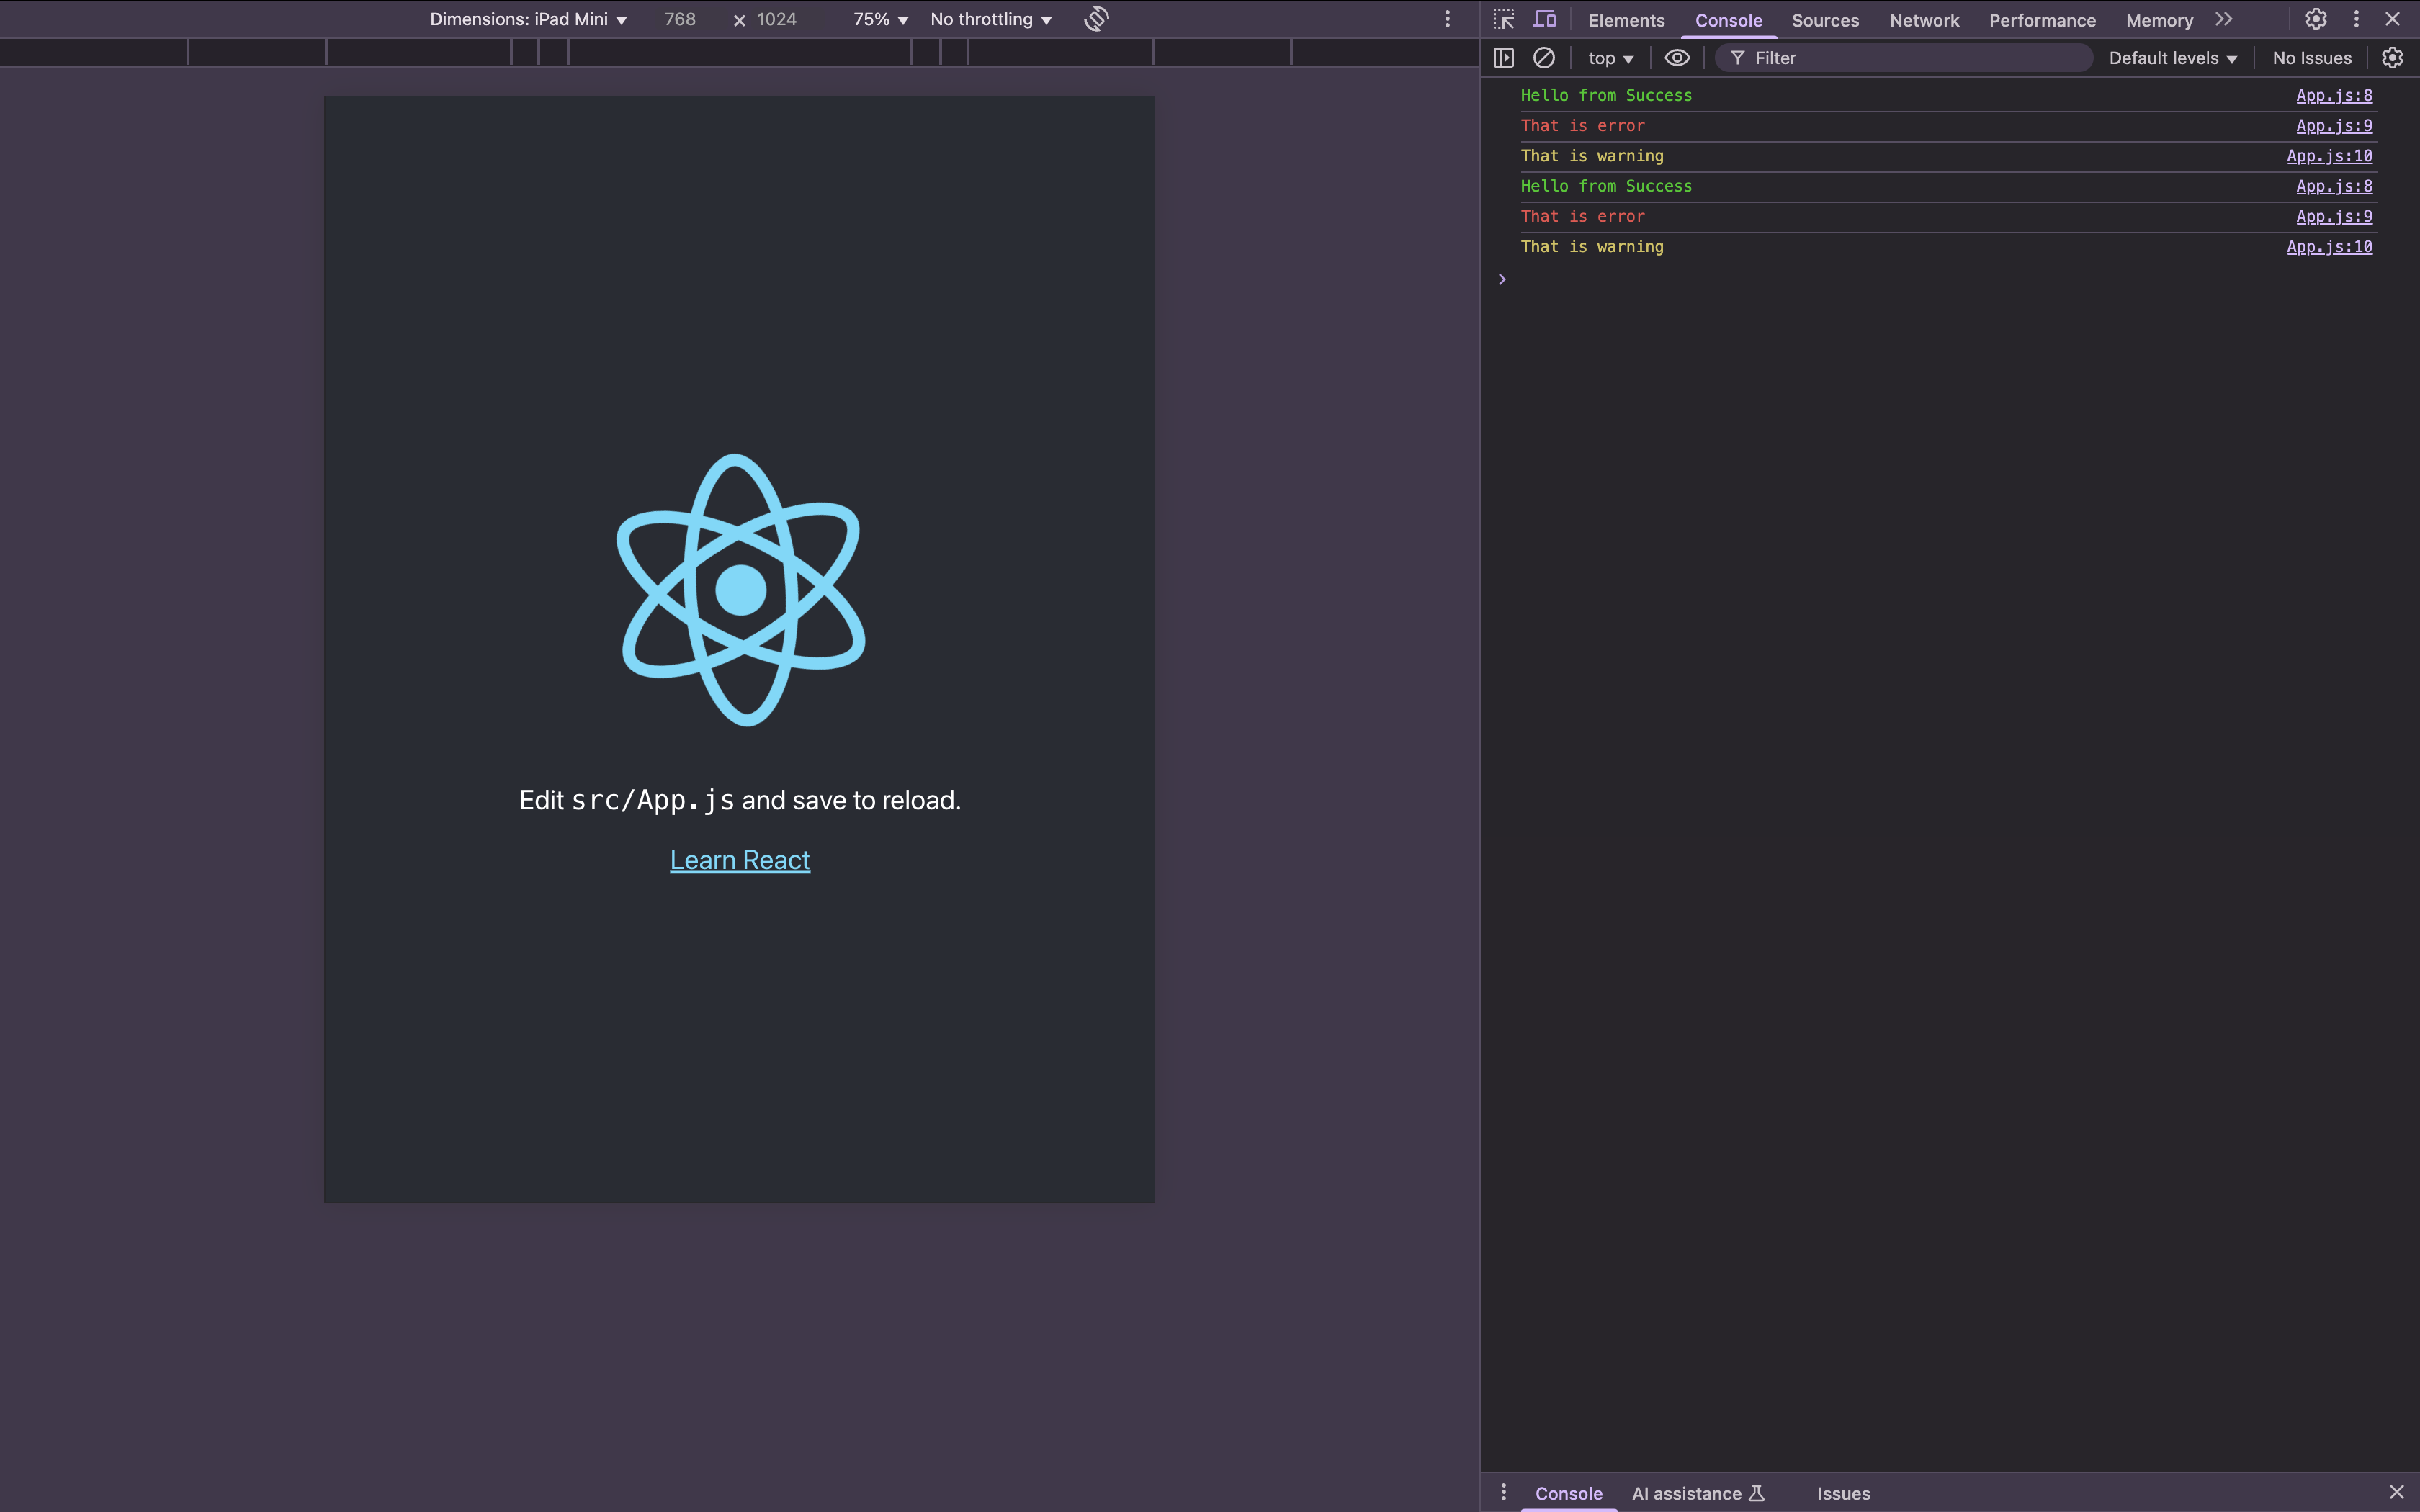 Dimensions: iPad Mini 768 × 1024 75% No throttling
Elements Console Sources Network Performance Memory
top Filter Default levels No Issues
Hello from Success App.js:8
That is error App.js:9
That is warning App.js:10
Hello from Success App.js:8
That is error App.js:9
That is warning App.js:10
Edit src/App.js and save to reload.
Learn React
Console AI assistance Issues